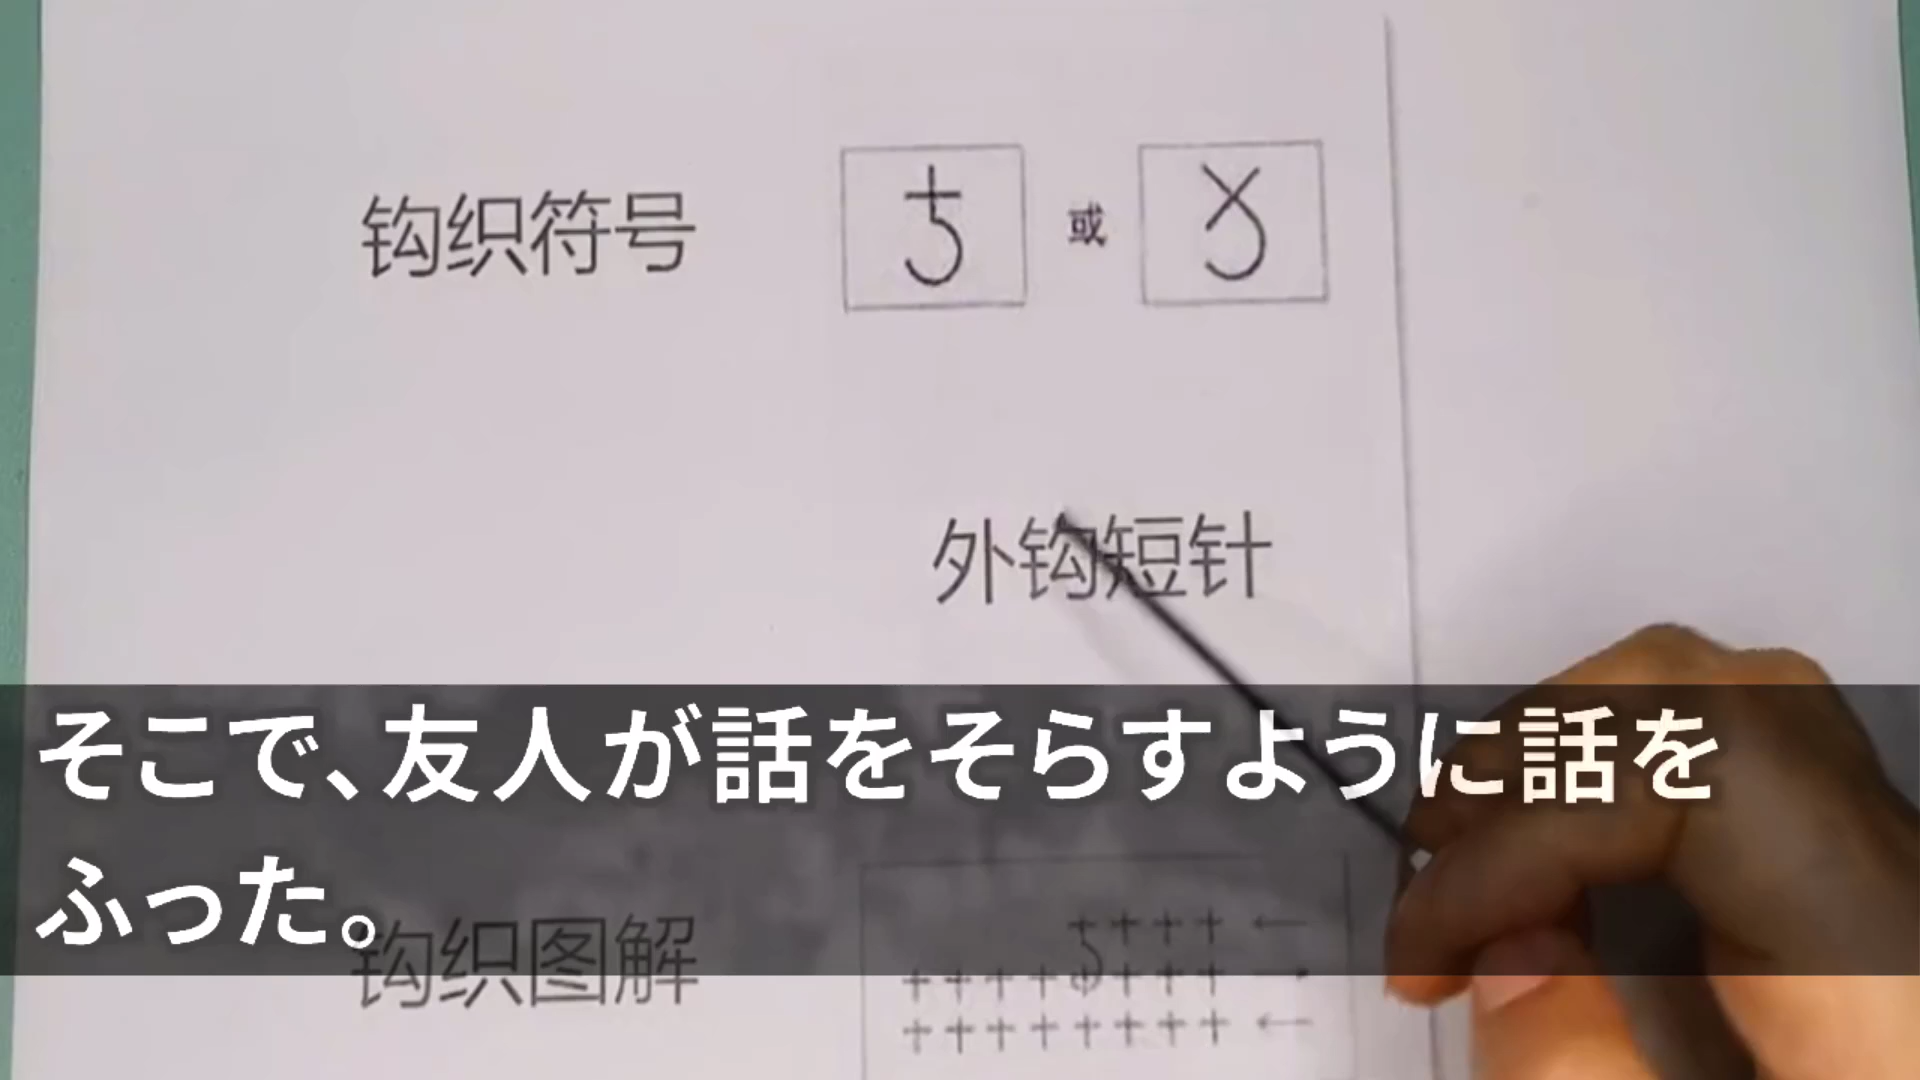 钩织符号
或
外钩短针
そこで、友人が話をそらすように話を
ふった。
钩织图解